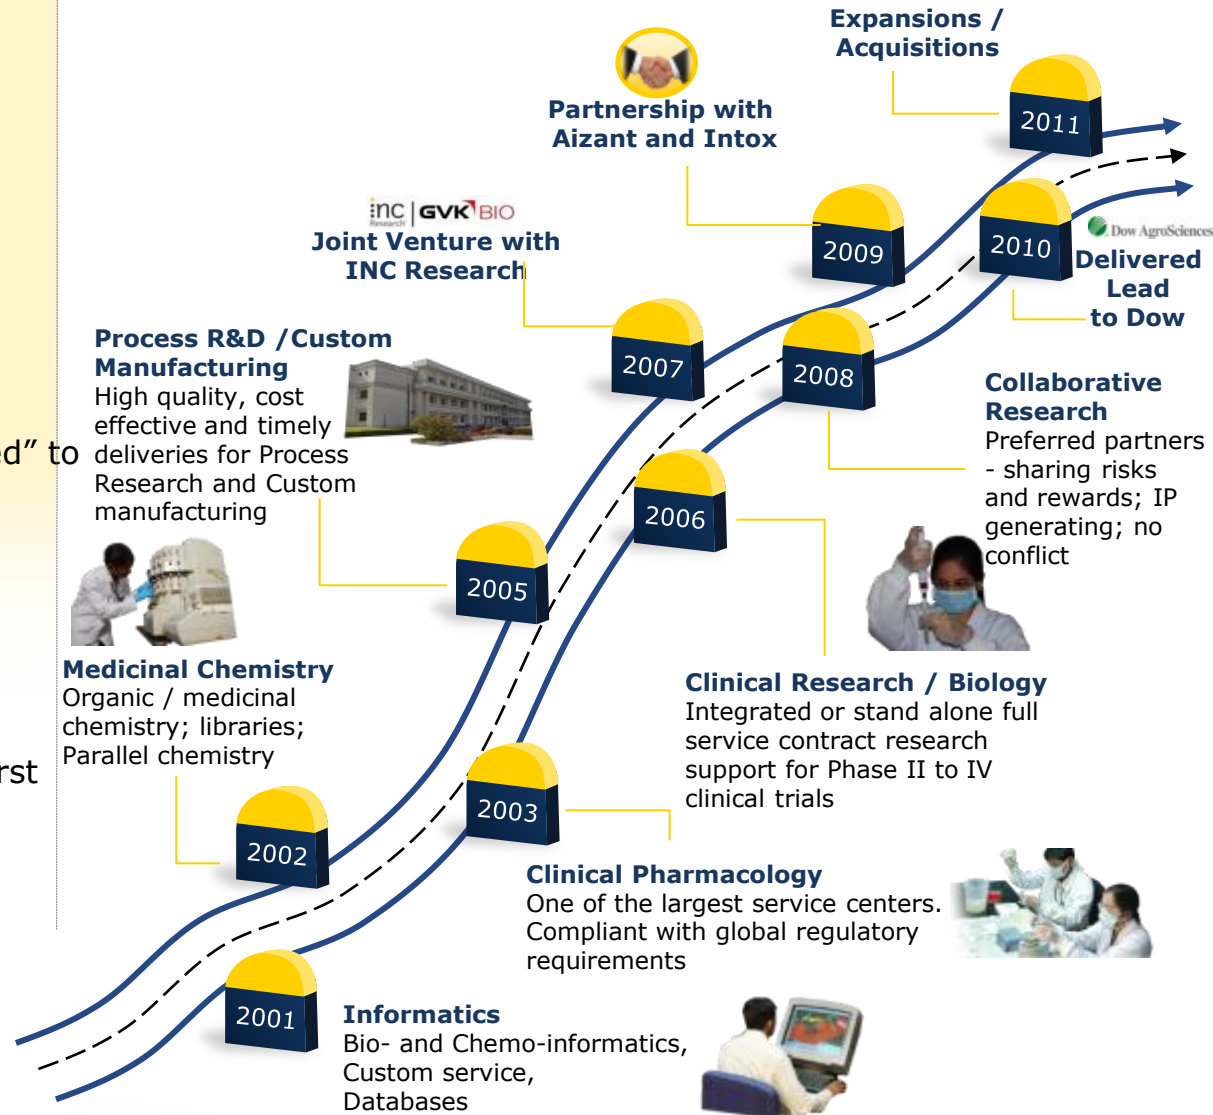 Expansions /
Acquisitions
2011
Partnership with
Aizant and Intox
2009
2010
Dow AgroSciences
Delivered
Lead
to Dow
inc Research | GVK BIO
Joint Venture with
INC Research
2007
2008
Process R&D /Custom
Manufacturing
High quality, cost
effective and timely
deliveries for Process
Research and Custom
manufacturing
ed” to
Collaborative
Research
Preferred partners
- sharing risks
and rewards; IP
generating; no
conflict
2006
2005
Medicinal Chemistry
Organic / medicinal
chemistry; libraries;
Parallel chemistry
rst
Clinical Research / Biology
Integrated or stand alone full
service contract research
support for Phase II to IV
clinical trials
2003
2002
Clinical Pharmacology
One of the largest service centers.
Compliant with global regulatory
requirements
2001
Informatics
Bio- and Chemo-informatics,
Custom service,
Databases